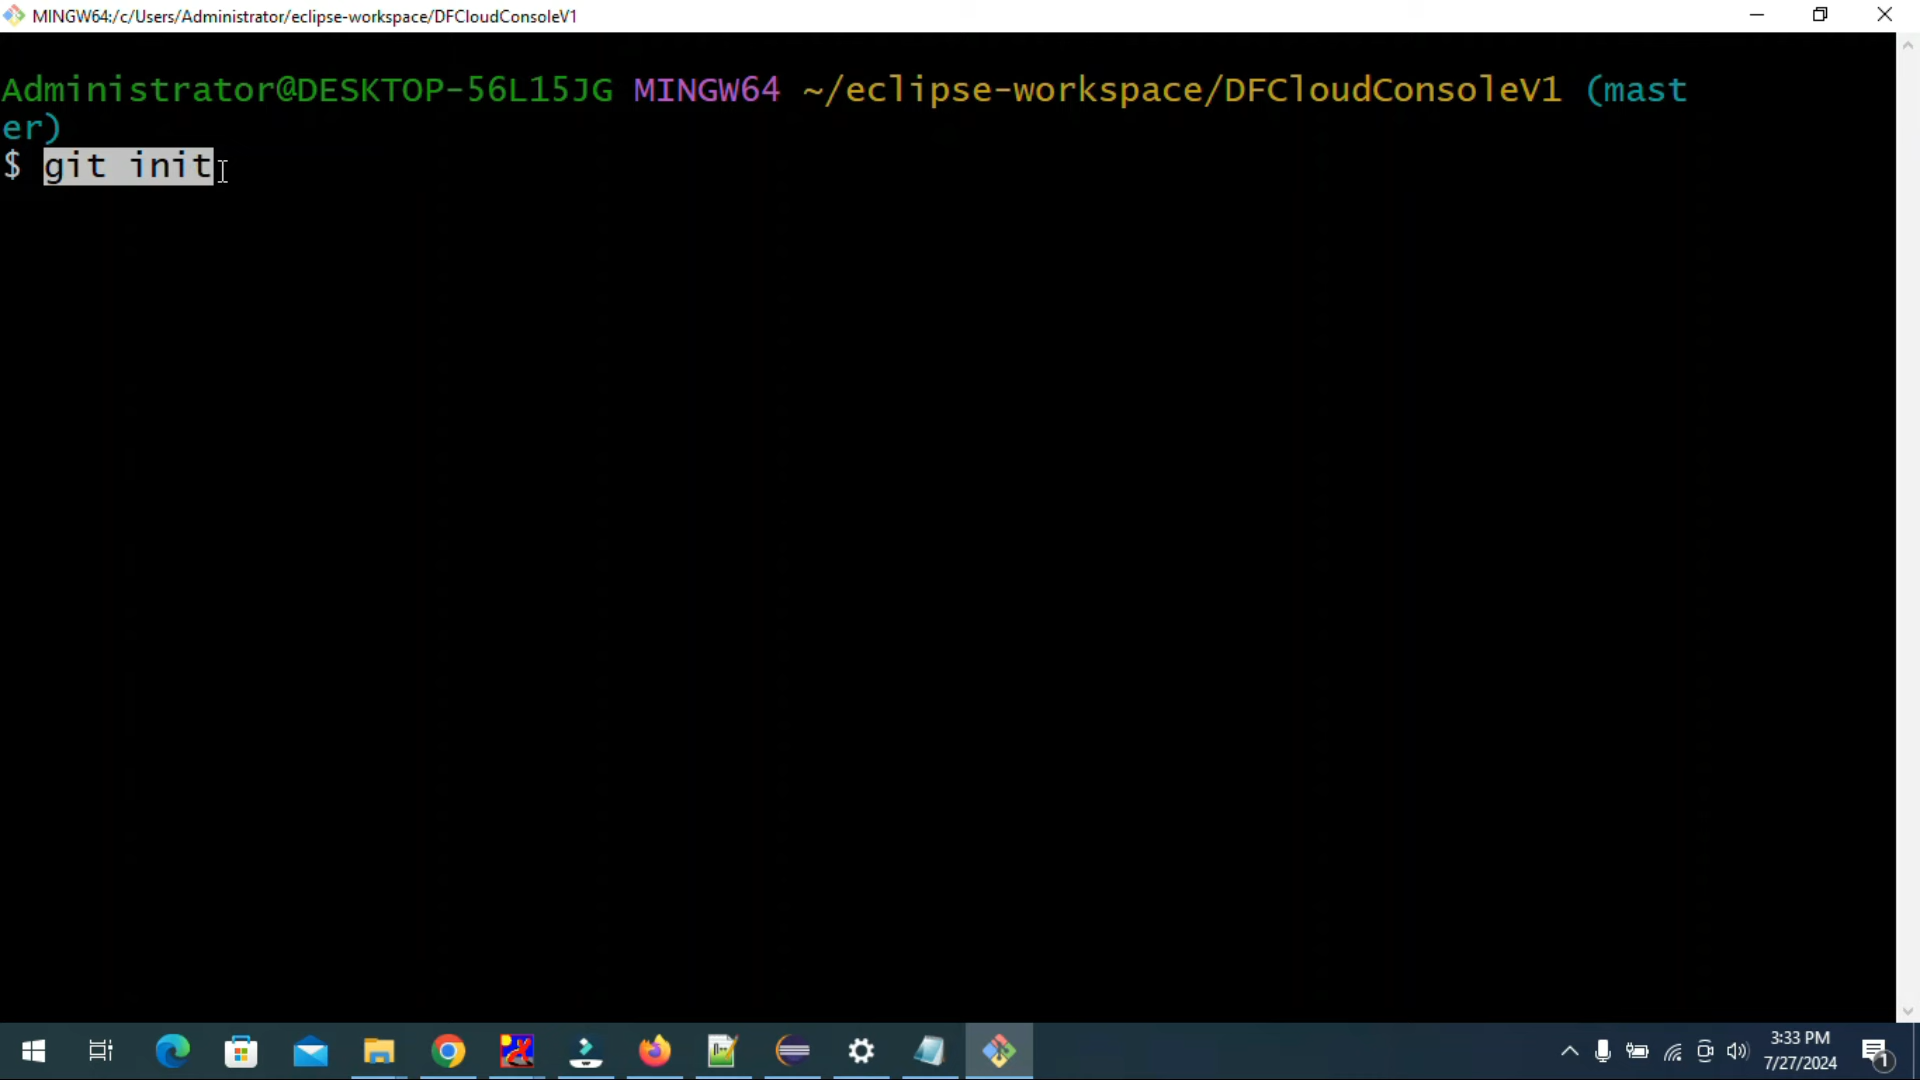 MINGW64:/c/Users/Administrator/eclipse-workspace/DFCloudConsoleV1
Administrator@DESKTOP-56L15JG MINGW64 ~/eclipse-workspace/DFCloudConsoleV1 (mast
er)
$ git init
3:33 PM
7/27/2024
1